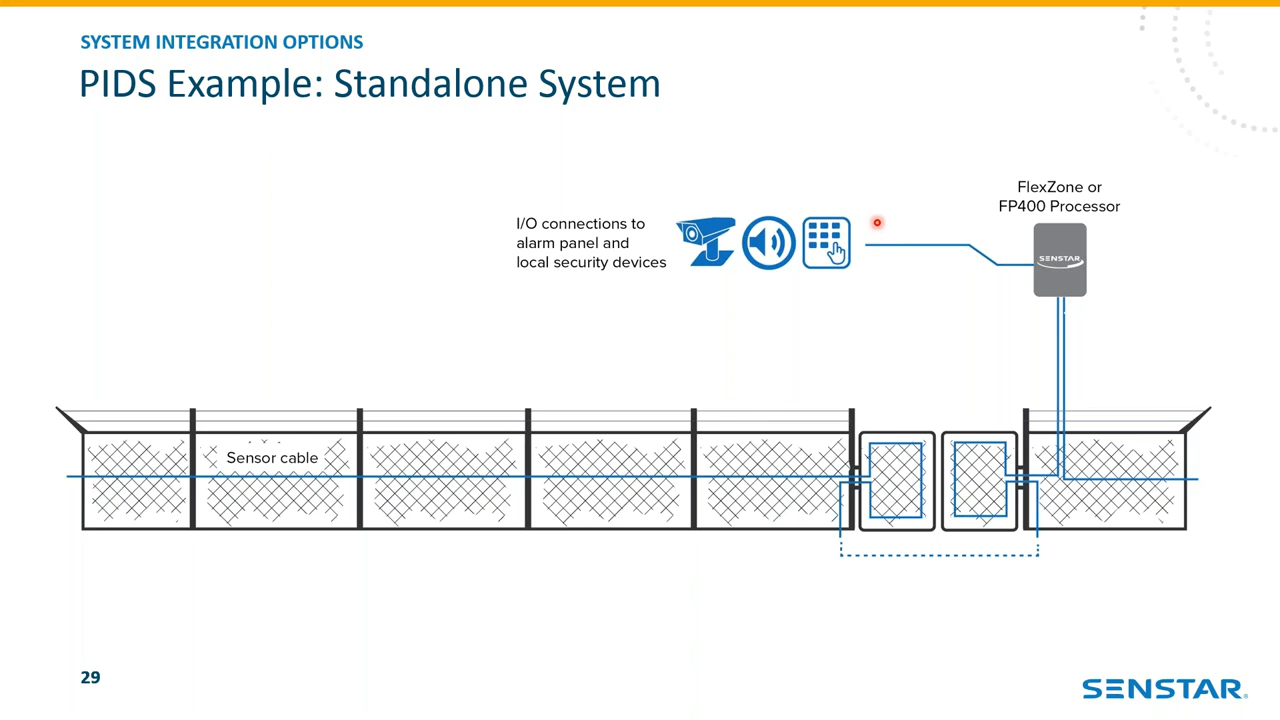 SYSTEM INTEGRATION OPTIONS
PIDS Example: Standalone System
FlexZone or
FP400 Processor
I/O connections to
alarm panel and
local security devices
SENSTAR
Sensor cable
29
SENSTAR®